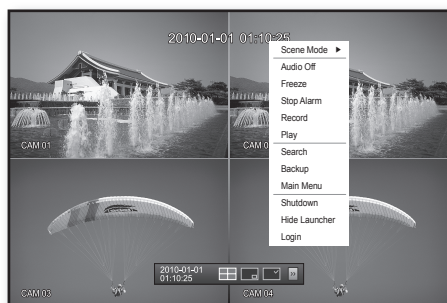 2010-01-01 01:10:25
Scene Mode ▶
Audio Off
Freeze
Stop Alarm
Record
Play
Search
Backup
Main Menu
Shutdown
Hide Launcher
Login
CAM 01
CAM 0
CAM 03
CAM 04
2010-01-01
01:10:25